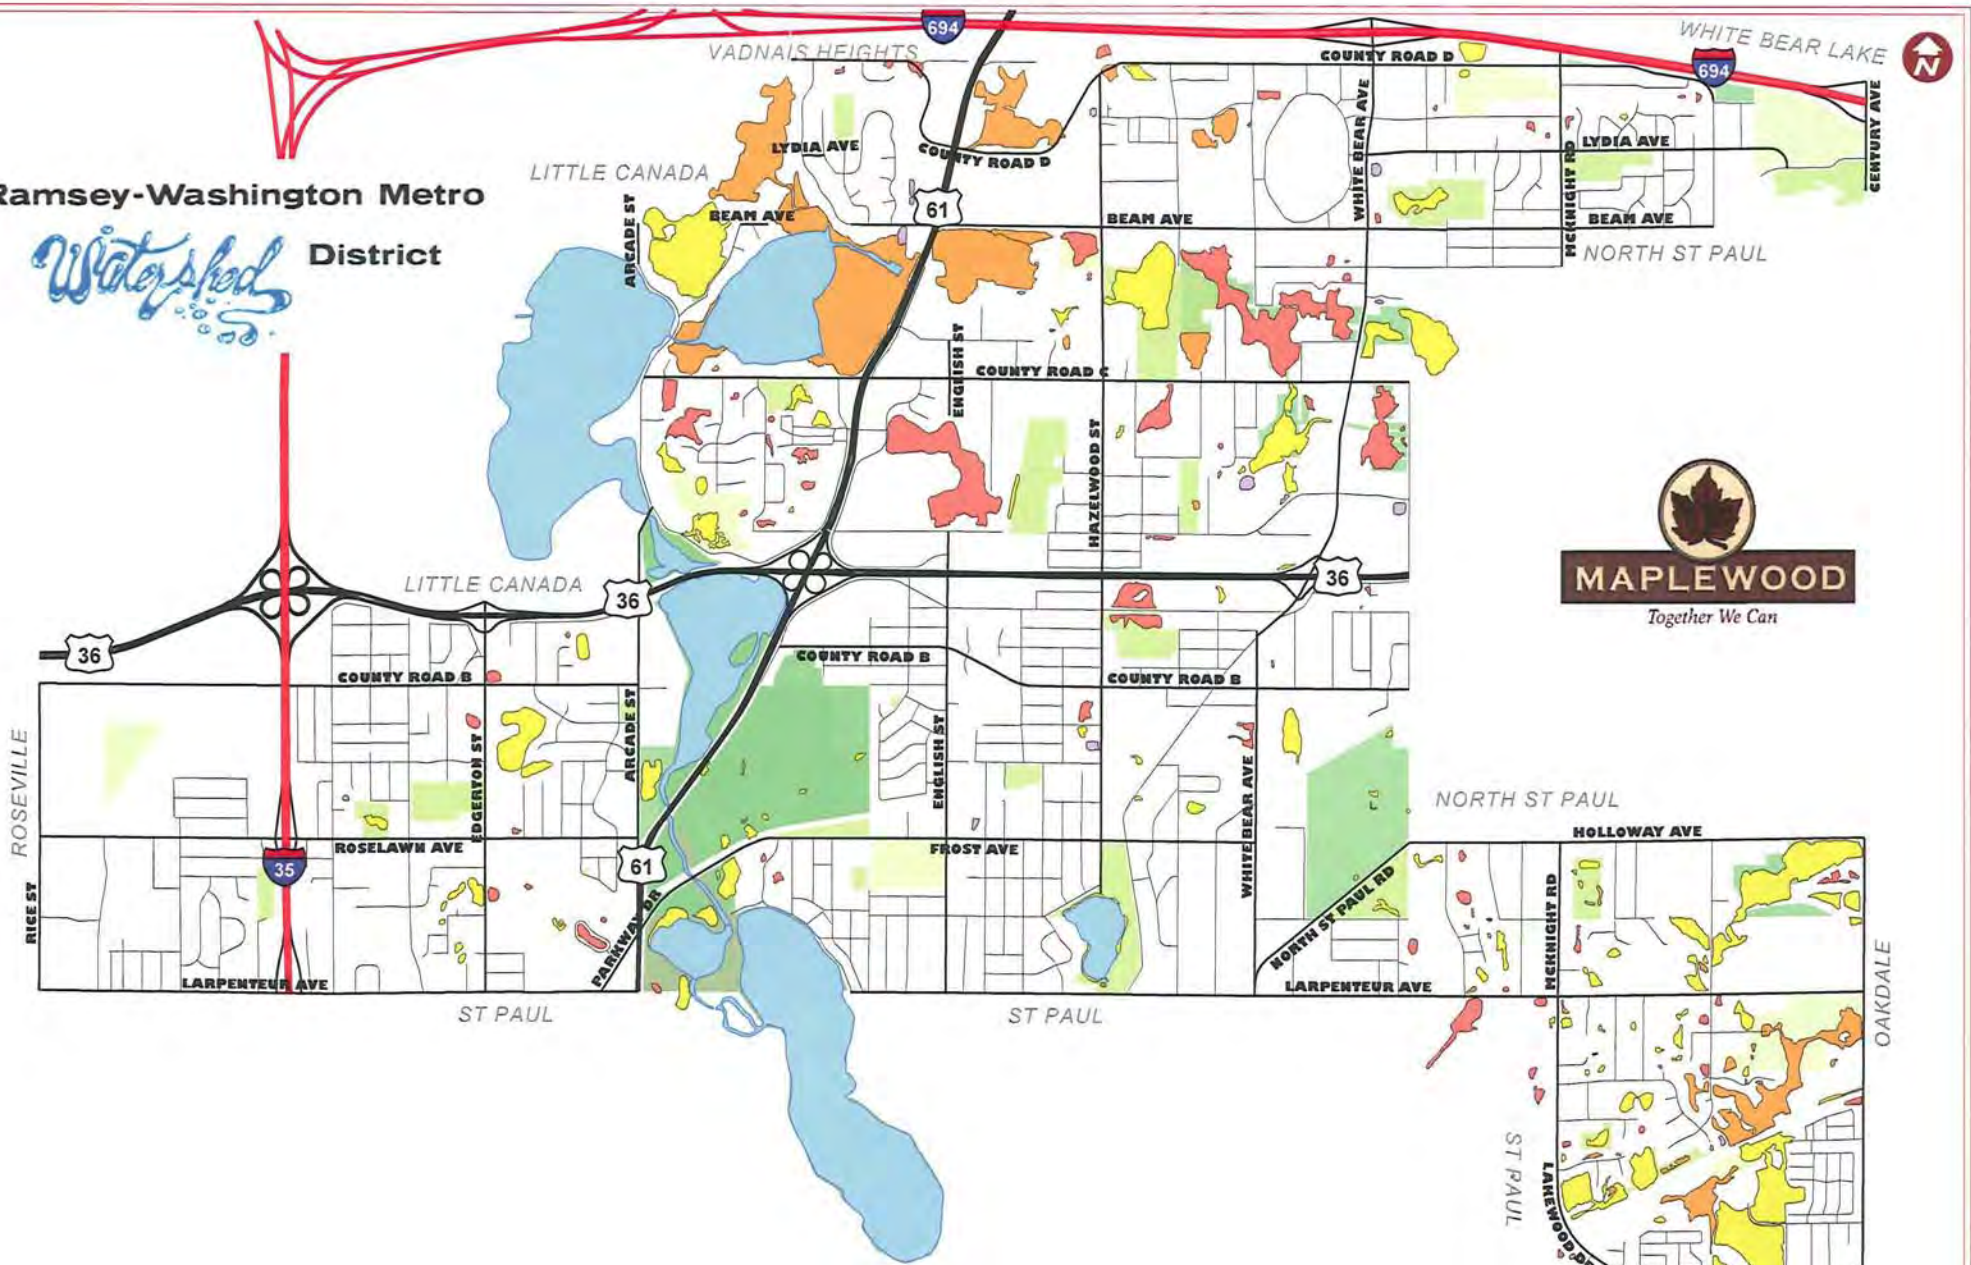 694
WHITE BEAR LAKE
N
VADNAIS HEIGHTS
COUNTY ROAD D
694
WHITE BEAR AVE
CENTURY AVE
LYDIA AVE
COUNTY ROAD D
MCKNIGHT RD
LYDIA AVE
LITTLE CANADA
Ramsey-Washington Metro
Watershed District
ARCADE ST
BEAM AVE
61
BEAM AVE
BEAM AVE
NORTH ST PAUL
ENGLISH ST
COUNTY ROAD C
HAZELWOOD ST
MAPLEWOOD
Together We Can
LITTLE CANADA
36
36
36
COUNTY ROAD B
COUNTY ROAD B
COUNTY ROAD B
ROSEVILLE
EDGERTON ST
ARCADE ST
ENGLISH ST
WHITE BEAR AVE
NORTH ST PAUL
HOLLOWAY AVE
ROSELAWN AVE
FROST AVE
35
61
RICE ST
PARKWAY DR
NORTH ST PAUL RD
MCKNIGHT RD
OAKDALE
LARPENTEUR AVE
LARPENTEUR AVE
ST PAUL
ST PAUL
ST PAUL
LAKEWOOD DR